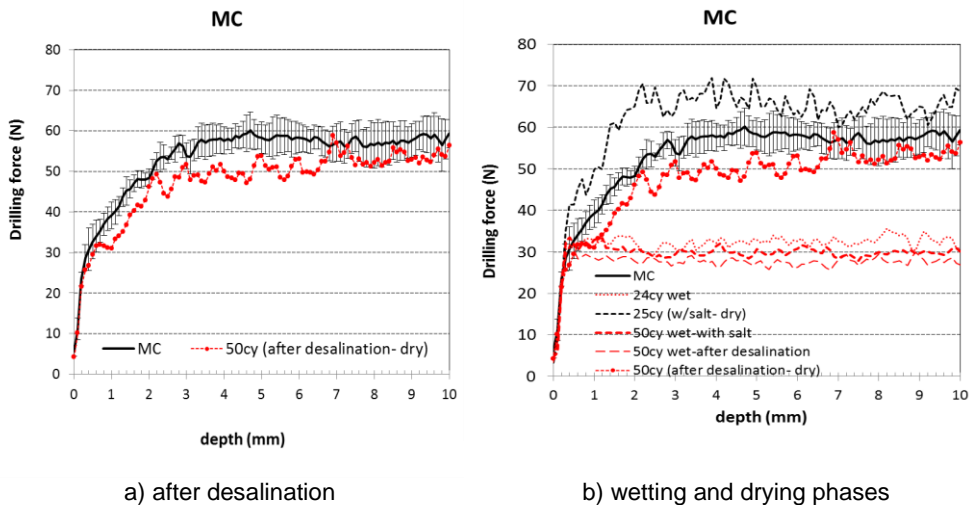 MC
80
70
60
50
40
30
20
10
0
Drilling force (N)
MC
50cy (after desalination- dry)
0 1 2 3 4 5 6 7 8 9 10
depth (mm)
a) after desalination
MC
80
70
60
50
40
30
20
10
0
Drilling force (N)
MC
24cy wet
25cy (w/salt- dry)
50cy wet-with salt
50cy wet-after desalination
50cy (after desalination- dry)
0 1 2 3 4 5 6 7 8 9 10
depth (mm)
b) wetting and drying phases